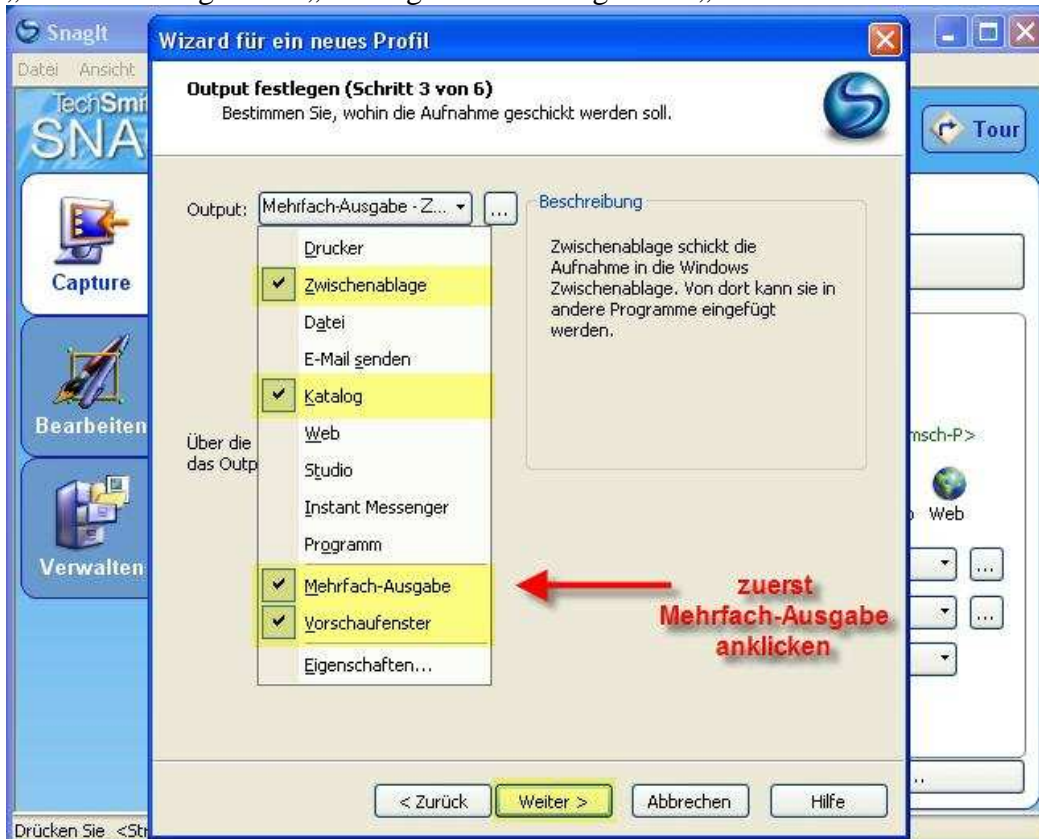 SnagIt
Wizard für ein neues Profil
Datei Ansicht
Output festlegen (Schritt 3 von 6)
Bestimmen Sie, wohin die Aufnahme geschickt werden soll.
TechSmi
SNA
Tour
Output:
Mehrfach-Ausgabe - Z...
...
Beschreibung
Zwischenablage schickt die
Aufnahme in die Windows
Zwischenablage. Von dort kann sie in
andere Programme eingefügt
werden.
Drucker
Zwischenablage
Datei
E-Mail senden
Katalog
Web
Studio
Instant Messenger
Programm
Mehrfach-Ausgabe
Vorschaufenster
Eigenschaften...
Über die
das Outp
Capture
Bearbeiten
Verwalten
msch-P>
Web
...
...
zuerst
Mehrfach-Ausgabe
anklicken
< Zurück
Weiter >
Abbrechen
Hilfe
Drücken Sie <Str